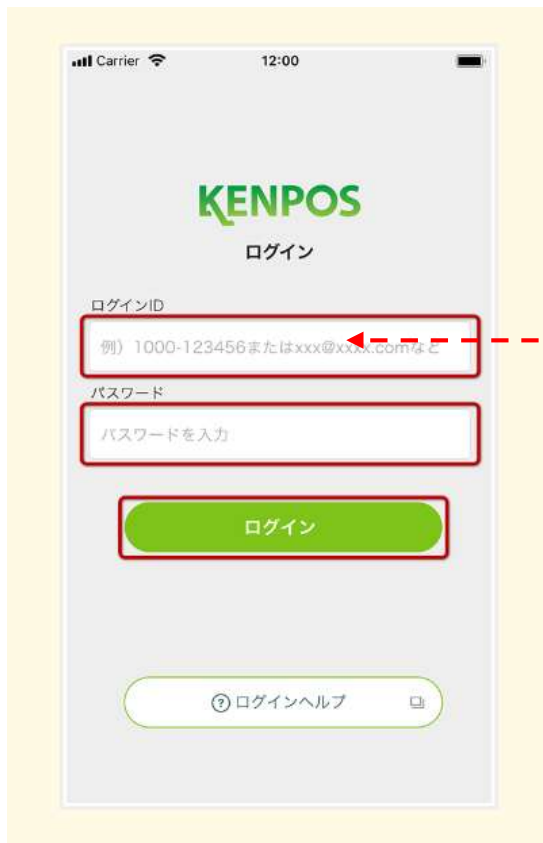 Carrier 12:00
KENPOS
ログイン
ログインID
例）1000-123456またはxxx@xxxx.comなど
パスワード
パスワードを入力
ログイン
ログインヘルプ